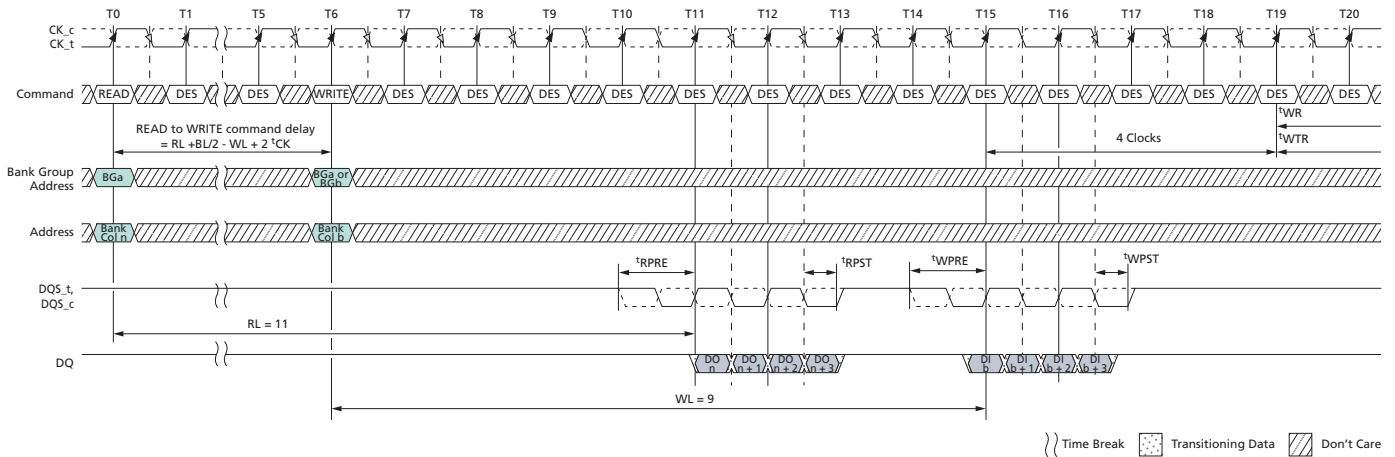 T0 T1 T5 T6 T7 T8 T9 T10 T11 T12 T13 T14 T15 T16 T17 T18 T19 T20
CK_c
CK_t
Command READ DES DES WRITE DES DES DES DES DES DES DES DES DES DES DES DES DES DES
tWR
READ to WRITE command delay
= RL +BL/2 - WL + 2 tCK
4 Clocks
tWTR
Bank Group
Address
BGa
BGa or
BGb
Address
Bank
Col n
Bank
Col b
tRPRE tRPST tWPRE tWPST
DQS_t,
DQS_c
RL = 11
DQ
DO
n
DO
n + 1
DO
n + 2
DO
n + 3
DI
b
DI
b + 1
DI
b + 2
DI
b + 3
WL = 9
Time Break Transitioning Data Don't Care